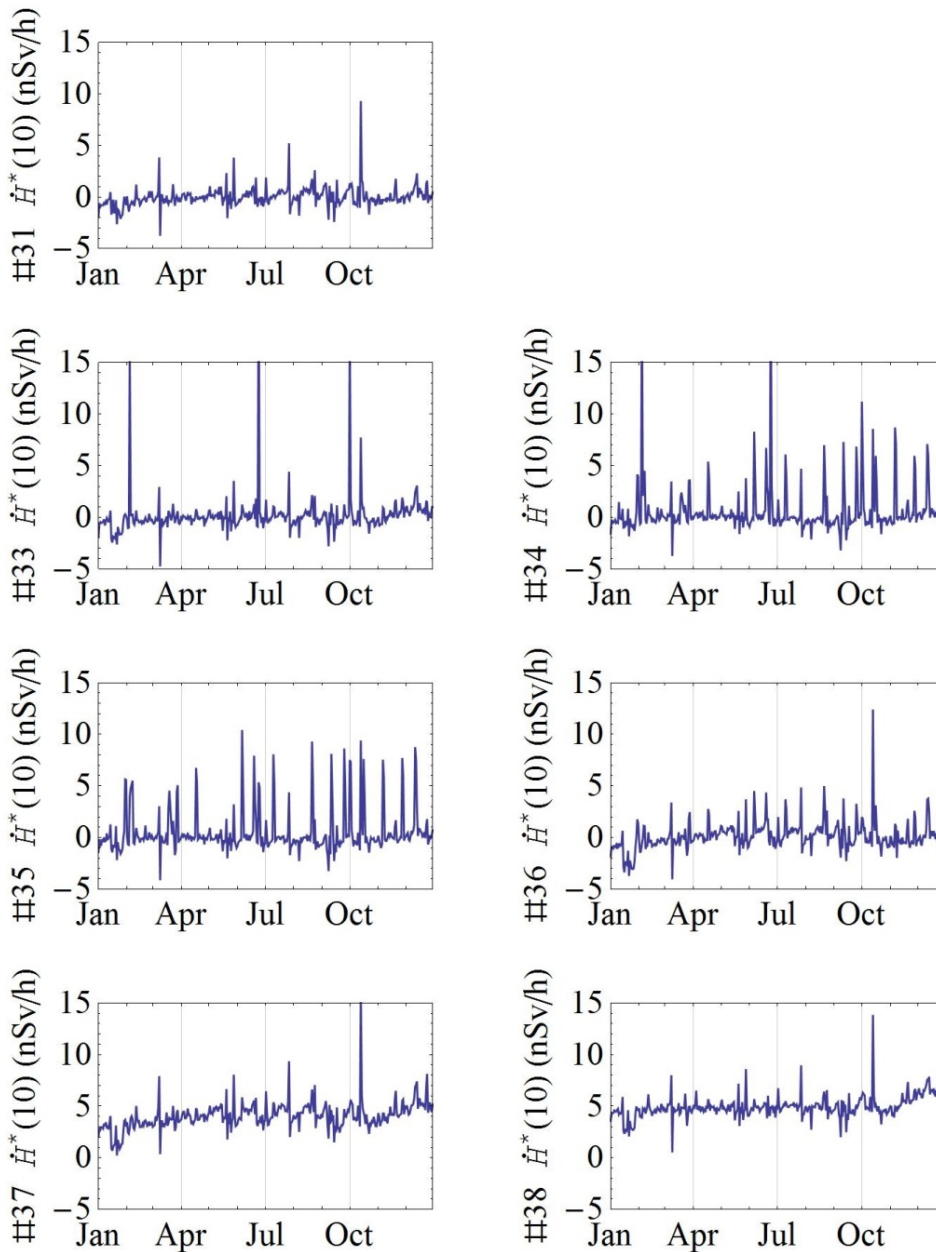 15
10
5
0
−5
Jan Apr Jul Oct
#31 Ḣ*(10) (nSv/h)
15
10
5
0
−5
Jan Apr Jul Oct
#33 Ḣ*(10) (nSv/h)
15
10
5
0
−5
Jan Apr Jul Oct
#34 Ḣ*(10) (nSv/h)
15
10
5
0
−5
Jan Apr Jul Oct
#35 Ḣ*(10) (nSv/h)
15
10
5
0
−5
Jan Apr Jul Oct
#36 Ḣ*(10) (nSv/h)
15
10
5
0
−5
Jan Apr Jul Oct
#37 Ḣ*(10) (nSv/h)
15
10
5
0
−5
Jan Apr Jul Oct
#38 Ḣ*(10) (nSv/h)